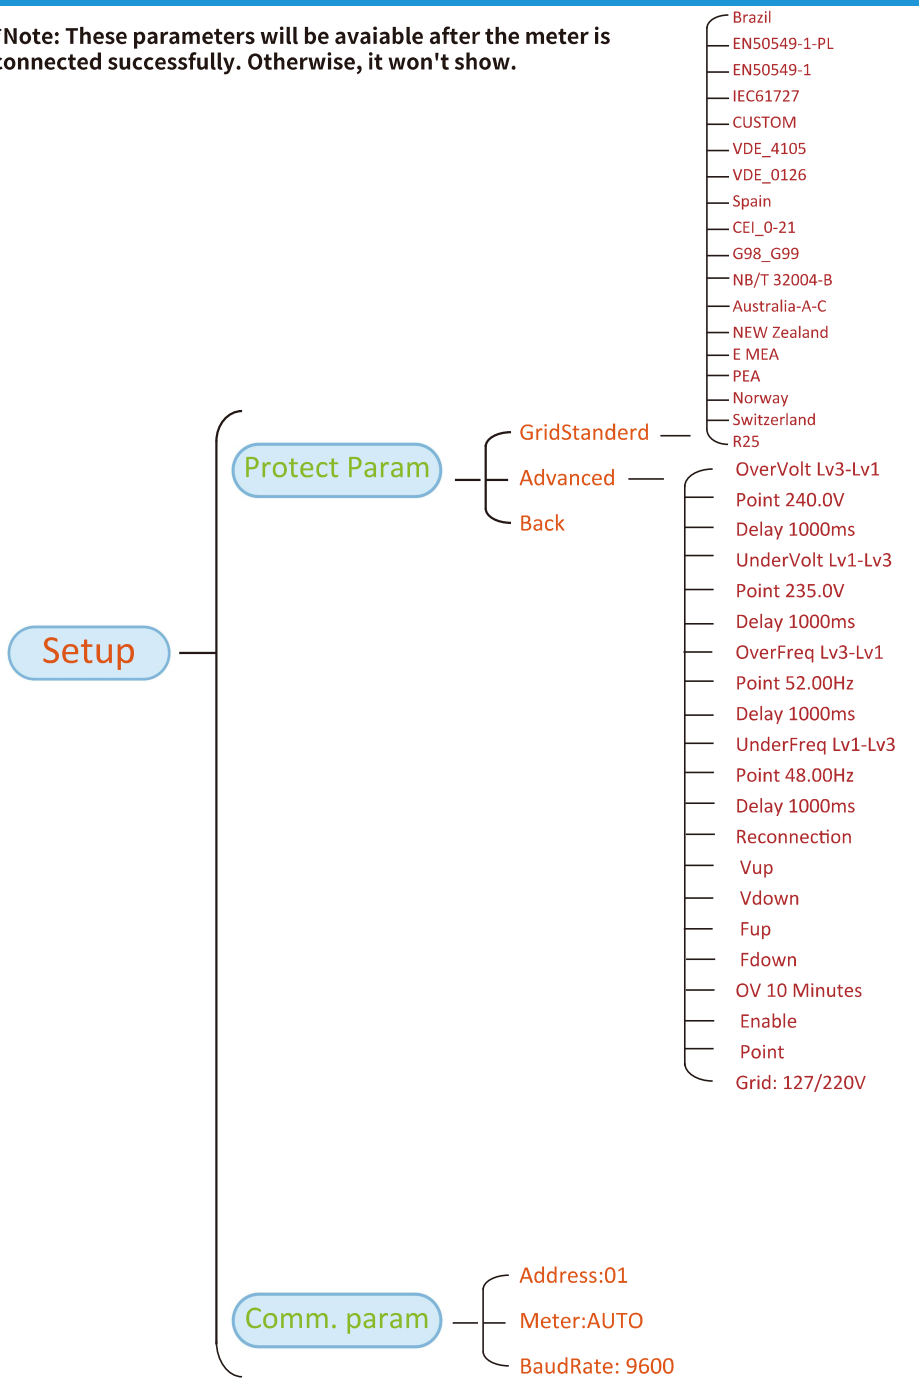 *Note: These parameters will be avaiable after the meter is
connected successfully. Otherwise, it won't show.
Brazil
EN50549-1-PL
EN50549-1
IEC61727
CUSTOM
VDE_4105
VDE_0126
Spain
CEI_0-21
G98_G99
NB/T 32004-B
Australia-A-C
NEW Zealand
E MEA
PEA
Norway
Switzerland
R25
GridStanderd
Protect Param
Advanced
Back
OverVolt Lv3-Lv1
Point 240.0V
Delay 1000ms
UnderVolt Lv1-Lv3
Point 235.0V
Delay 1000ms
OverFreq Lv3-Lv1
Point 52.00Hz
Delay 1000ms
UnderFreq Lv1-Lv3
Point 48.00Hz
Delay 1000ms
Reconnection
Vup
Vdown
Fup
Fdown
OV 10 Minutes
Enable
Point
Grid: 127/220V
Setup
Comm. param
Address:01
Meter:AUTO
BaudRate: 9600